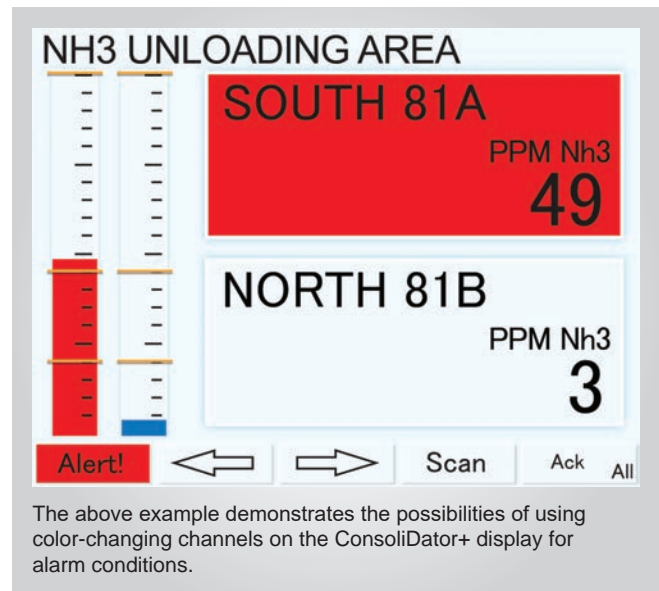 NH3 UNLOADING AREA
SOUTH 81A
PPM Nh3
49
NORTH 81B
PPM Nh3
3
Alert!
Scan
Ack
All
The above example demonstrates the possibilities of using
color-changing channels on the ConsoliDator+ display for
alarm conditions.